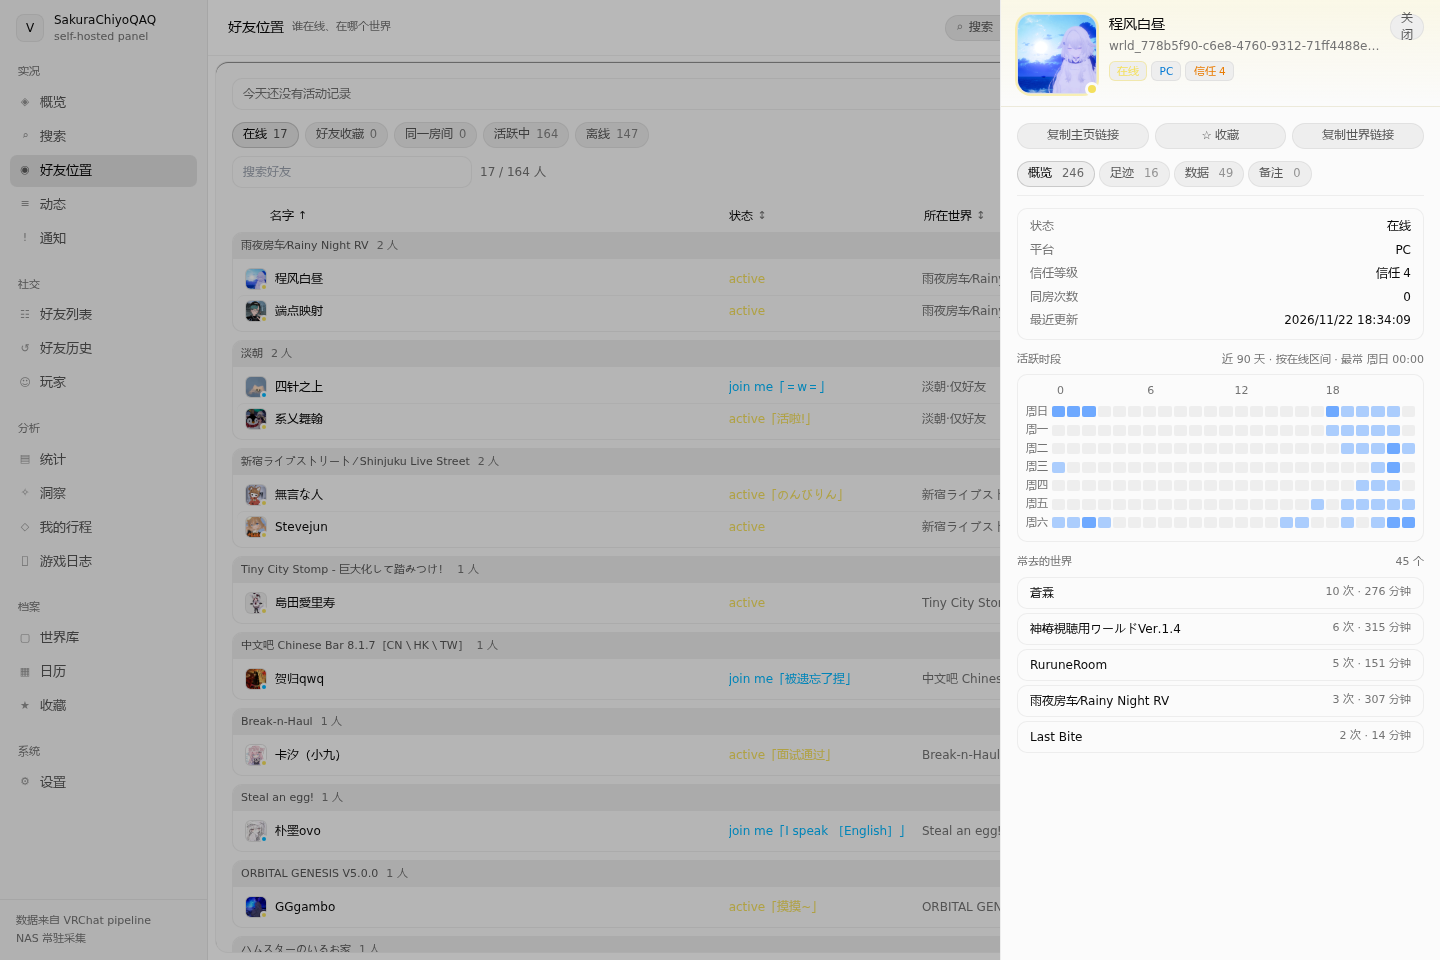 V
SakuraChiyoQAQ
self-hosted panel
实况
概览
搜索
好友位置
动态
通知
社交
好友列表
好友历史
玩家
分析
统计
洞察
我的行程
游戏日志
档案
世界库
日历
收藏
系统
设置
数据来自 VRChat pipeline
NAS 常驻采集
好友位置 谁在线、在哪个世界
搜索
今天还没有活动记录
在线 17 好友收藏 0 同一房间 0 活跃中 164 离线 147
搜索好友 17 / 164 人
名字 ↑ 状态 ↕ 所在世界 ↕
雨夜房车⁄Rainy Night RV 2 人
程风白昼 active 雨夜房车⁄Rainy
端点映射 active 雨夜房车⁄Rainy
淡朝 2 人
四针之上 join me「=w=」 淡朝·仅好友
系乂舞翰 active「活啦!」 淡朝·仅好友
新宿ライブストリート ⁄ Shinjuku Live Street 2 人
無言な人 active「のんびりん」 新宿ライブスト
Stevejun active 新宿ライブスト
Tiny City Stomp - 巨大化して踏みつけ！ 1 人
島田愛里寿 active Tiny City Stom
中文吧 Chinese Bar 8.1.7［CN \ HK \ TW］ 1 人
贺归qwq join me「被遗忘了捏」 中文吧 Chines
Break-n-Haul 1 人
卡汐（小九） active「面试通过」 Break-n-Haul
Steal an egg! 1 人
朴墨ovo join me「I speak ［English］」 Steal an egg!
ORBITAL GENESIS V5.0.0 1 人
GGgambo active「摸摸~」 ORBITAL GEN
ハムスターのいるお家 1 人
程风白昼
wrld_778b5f90-c6e8-4760-9312-71ff4488e...
在线 PC 信任 4
关闭
复制主页链接 ☆ 收藏 复制世界链接
概览 246 足迹 16 数据 49 备注 0
状态 在线
平台 PC
信任等级 信任 4
同房次数 0
最近更新 2026/11/22 18:34:09
活跃时段 近 90 天 · 按在线区间 · 最常 周日 00:00
0 6 12 18
周日
周一
周二
周三
周四
周五
周六
常去的世界 45 个
蒼霖 10 次 · 276 分钟
神椿視聴用ワールドVer.1.4 6 次 · 315 分钟
RuruneRoom 5 次 · 151 分钟
雨夜房车⁄Rainy Night RV 3 次 · 307 分钟
Last Bite 2 次 · 14 分钟